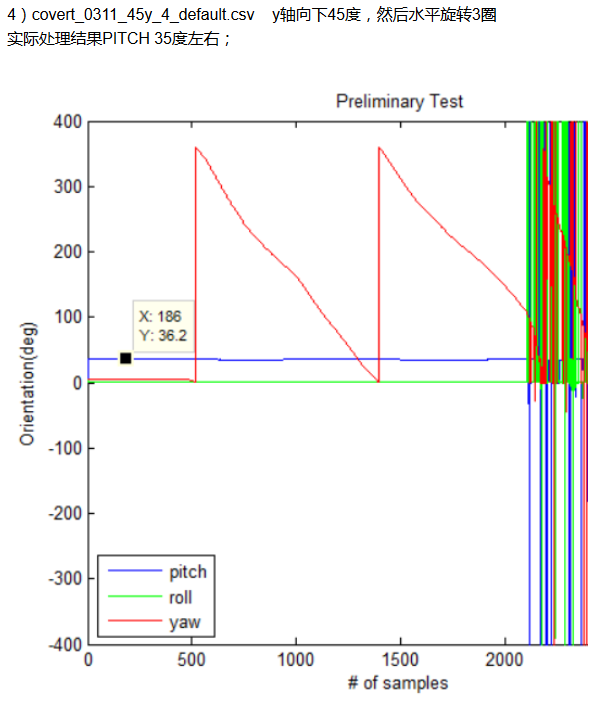 4）covert_0311_45y_4_default.csv    y轴向下45度，然后水平旋转3圈
实际处理结果PITCH 35度左右；
Preliminary Test
400
300
200
100
0
-100
-200
-300
-400
Orientation(deg)
X: 186
Y: 36.2
pitch
roll
yaw
0 500 1000 1500 2000
# of samples